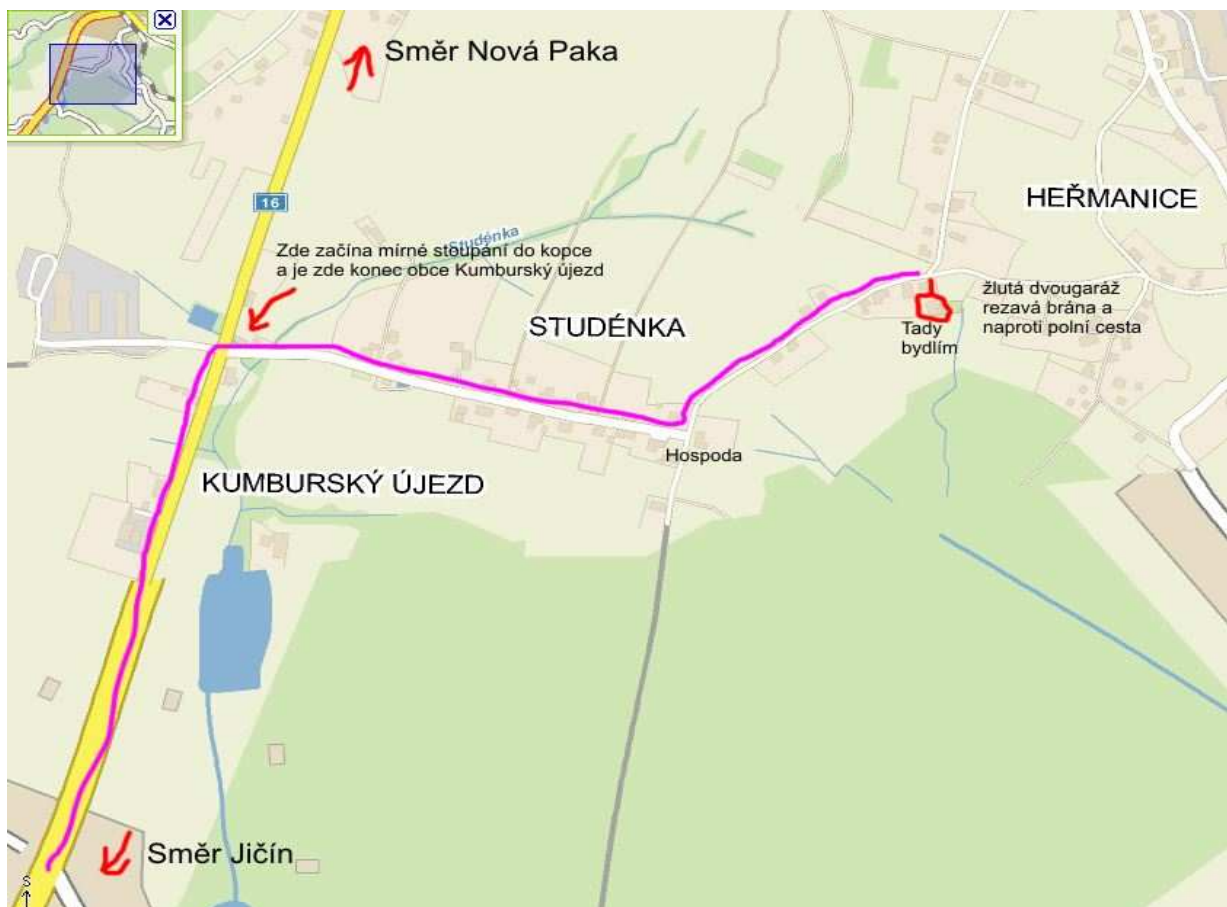 Směr Nová Paka
16
HEŘMANICE
Studénka
Zde začína mírné stoupání do kopce
a je zde konec obce Kumburský újezd
žlutá dvougaráž
rezavá brána a
naproti polní cesta
STUDÉNKA
Tady
bydlím
Hospoda
KUMBURSKÝ ÚJEZD
Směr Jičín
S